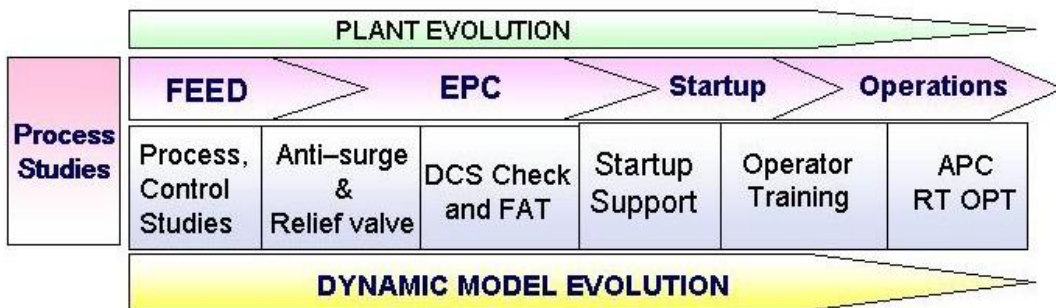 PLANT EVOLUTION
Process
Studies
FEED
EPC
Startup
Operations
Process,
Control
Studies
Anti–surge
&
Relief valve
DCS Check
and FAT
Startup
Support
Operator
Training
APC
RT OPT
DYNAMIC MODEL EVOLUTION